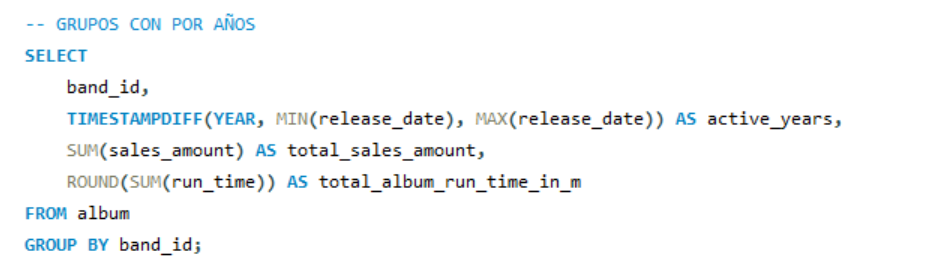 -- GRUPOS CON POR AÑOS
SELECT
    band_id,
    TIMESTAMPDIFF(YEAR, MIN(release_date), MAX(release_date)) AS active_years,
    SUM(sales_amount) AS total_sales_amount,
    ROUND(SUM(run_time)) AS total_album_run_time_in_m
FROM album
GROUP BY band_id;